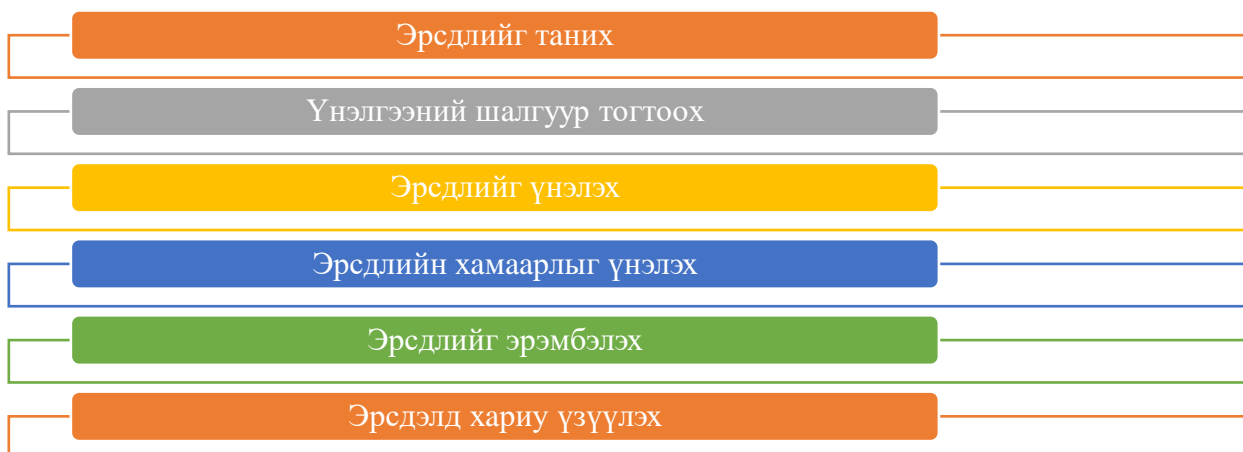 Эрсдлийг таних
Үнэлгээний шалгуур тогтоох
Эрсдлийг үнэлэх
Эрсдлийн хамаарлыг үнэлэх
Эрсдлийг эрэмбэлэх
Эрсдэлд хариу үзүүлэх